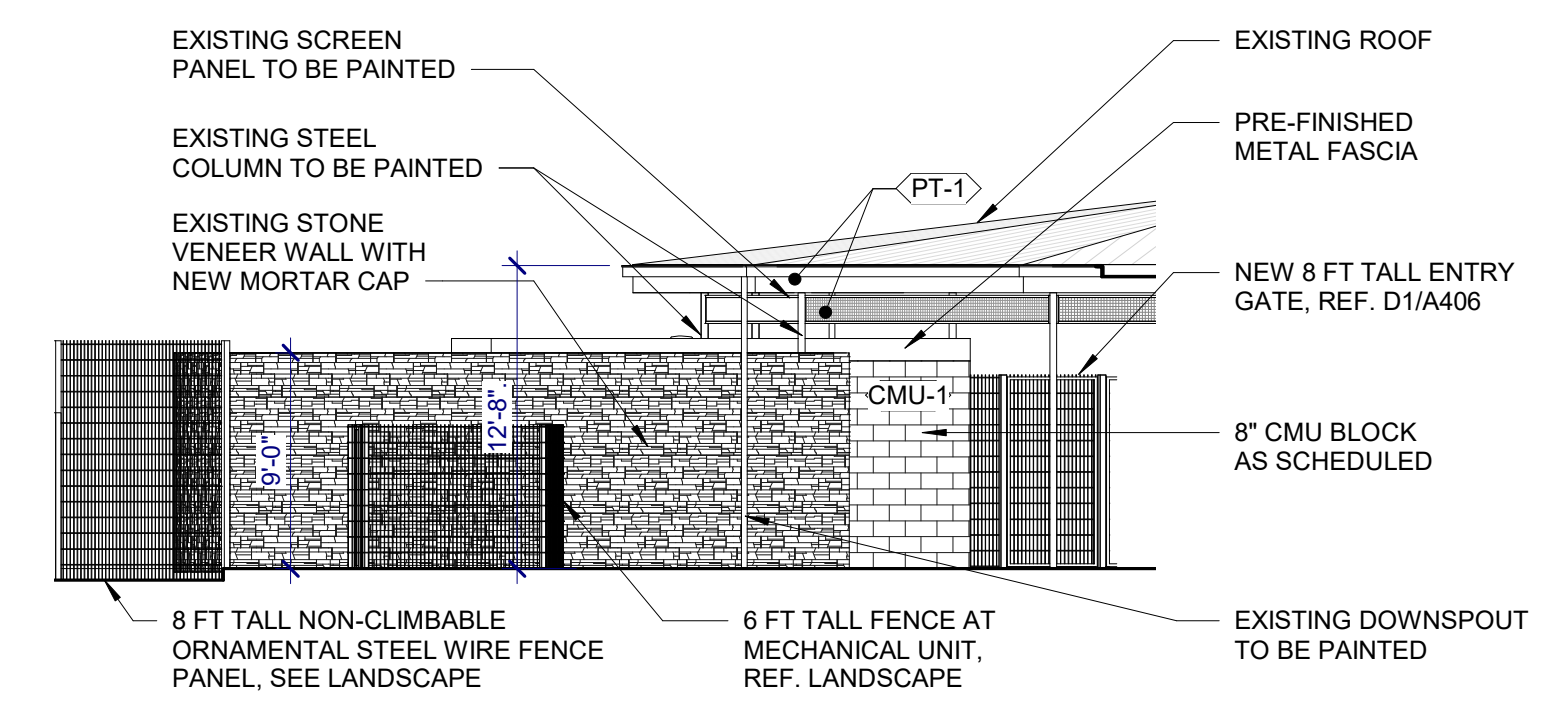 EXISTING SCREEN
PANEL TO BE PAINTED
EXISTING STEEL
COLUMN TO BE PAINTED
EXISTING STONE
VENEER WALL WITH
NEW MORTAR CAP
PT-1
EXISTING ROOF
PRE-FINISHED
METAL FASCIA
NEW 8 FT TALL ENTRY
GATE, REF. D1/A406
CMU-1
8" CMU BLOCK
AS SCHEDULED
9'-0"
12'-8"..
8 FT TALL NON-CLIMBABLE
ORNAMENTAL STEEL WIRE FENCE
PANEL, SEE LANDSCAPE
6 FT TALL FENCE AT
MECHANICAL UNIT,
REF. LANDSCAPE
EXISTING DOWNSPOUT
TO BE PAINTED